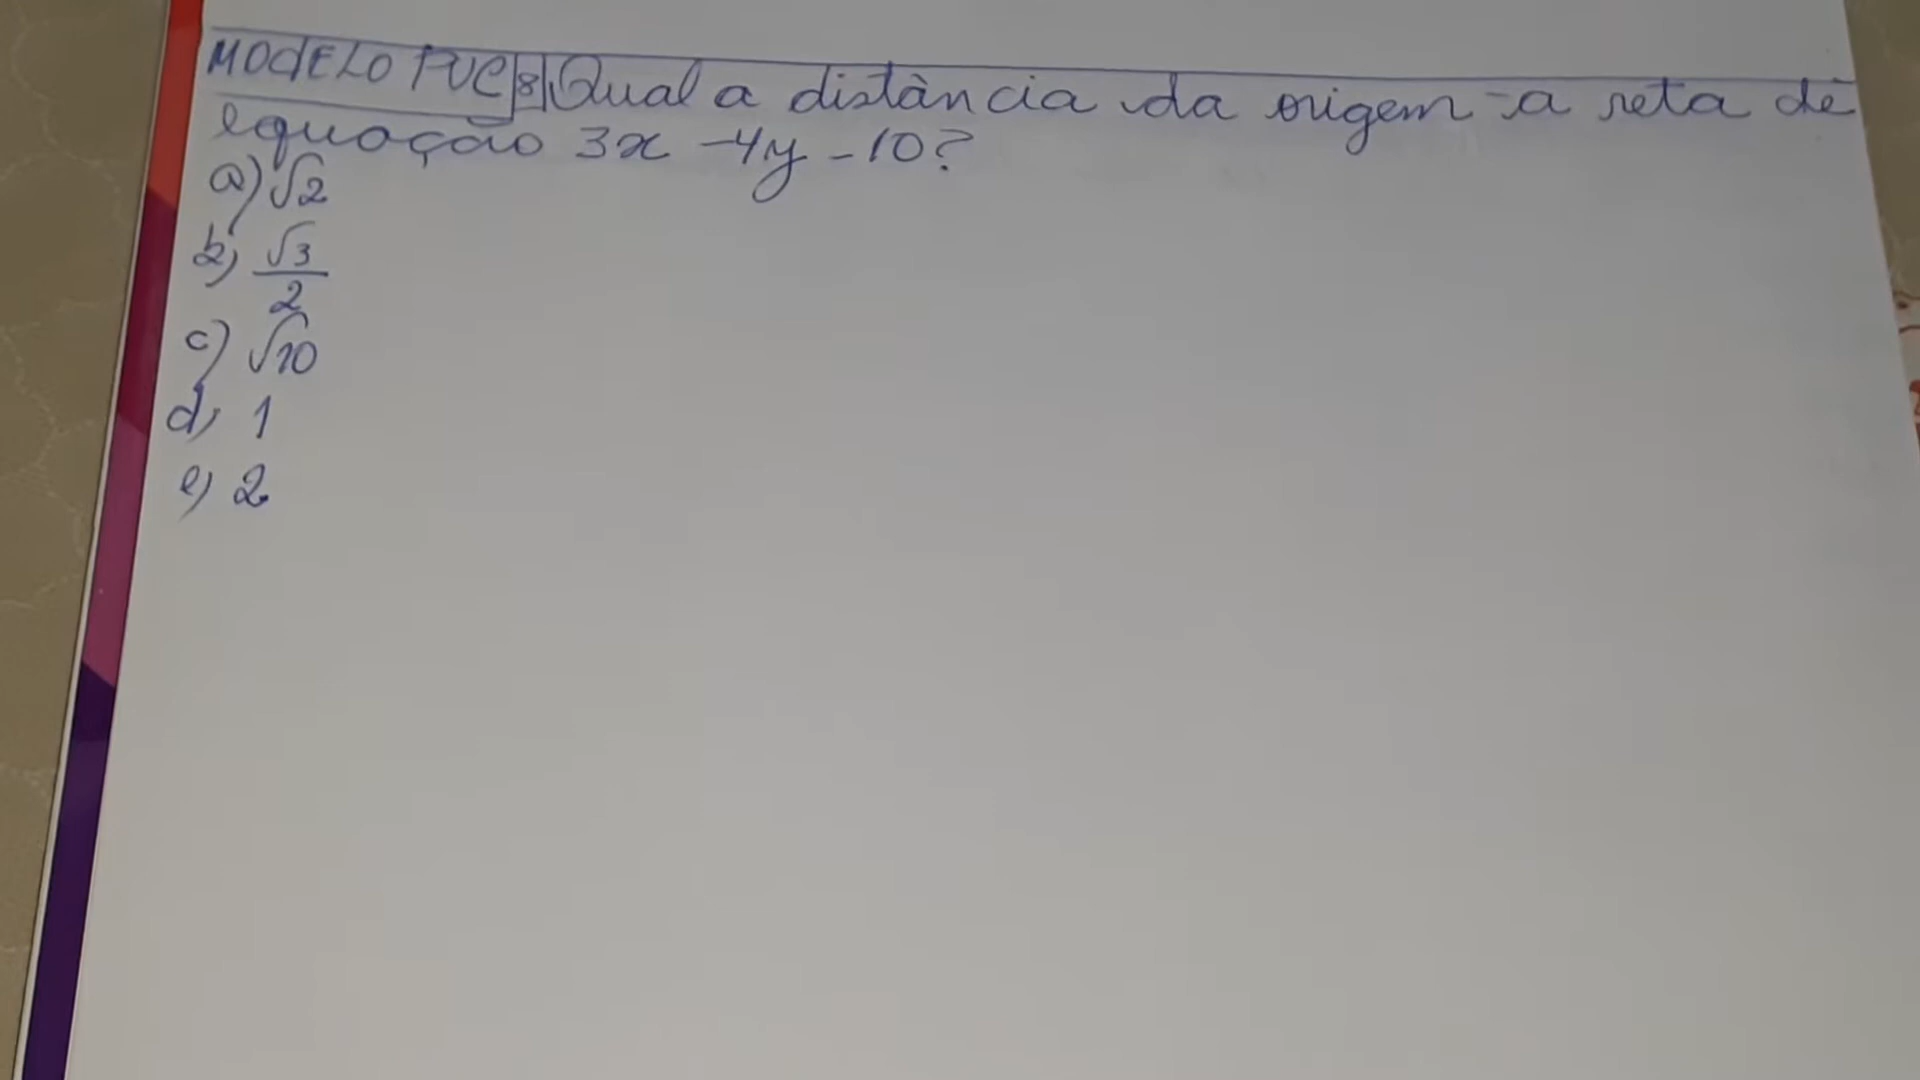 MODELO PUC 8 Qual a distância da origem a reta de
equação 3x - 4y - 10?
a) √2
b) √3/2
c) √10
d) 1
e) 2